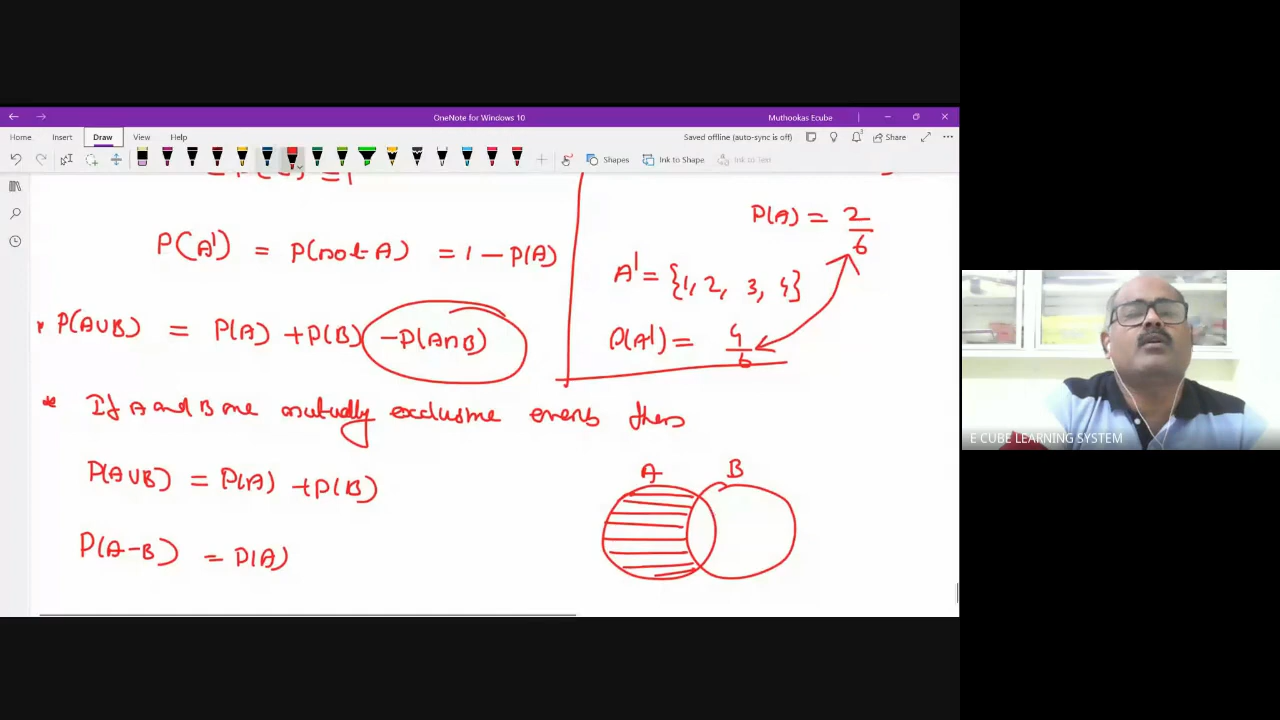 OneNote for Windows 10
Muthookas Ecube
Home Insert Draw View Help
Saved offline (auto-sync is off)
Share
Shapes
Ink to Shape
Ink to Text
P(A') = P(not A) = 1 - P(A)
P(A) = 2/6
A' = {1, 2, 3, 4}
P(A') = 4/6
* P(A∪B) = P(A) + P(B) - P(A∩B)
* If A and B are mutually exclusive events then
P(A∪B) = P(A) + P(B)
P(A-B) = P(A)
A B
E CUBE LEARNING SYSTEM